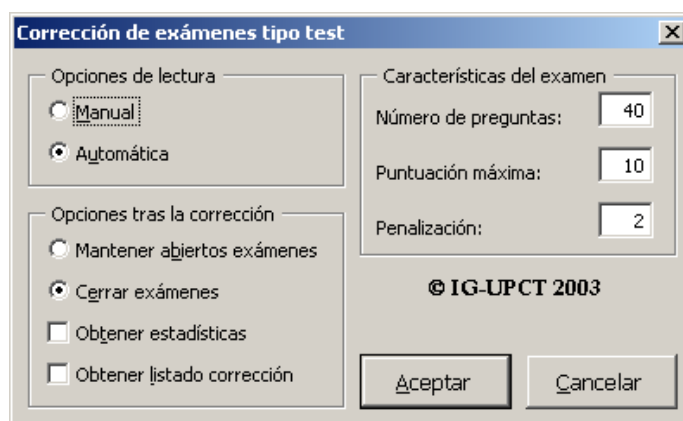 Corrección de exámenes tipo test
Opciones de lectura
Manual
Automática
Opciones tras la corrección
Mantener abiertos exámenes
Cerrar exámenes
Obtener estadísticas
Obtener listado corrección
Características del examen
Número de preguntas: 40
Puntuación máxima: 10
Penalización: 2
© IG-UPCT 2003
Aceptar Cancelar